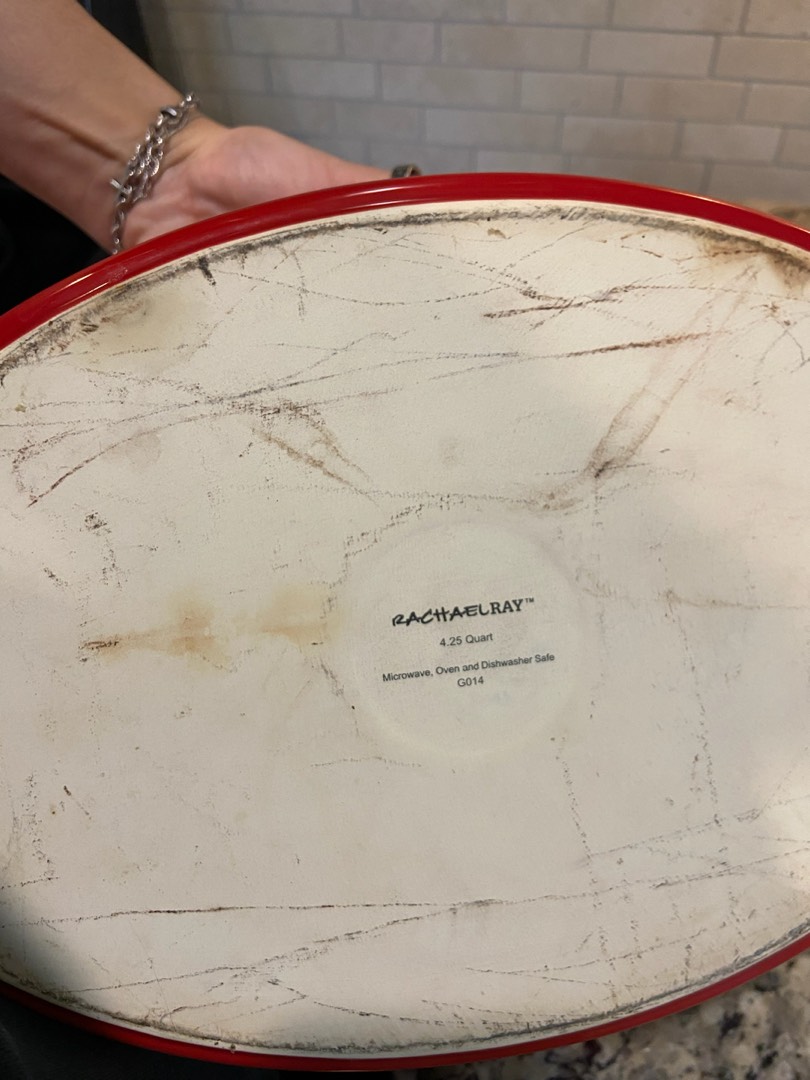 RACHAELRAY™
4.25 Quart
Microwave, Oven and Dishwasher Safe
G014